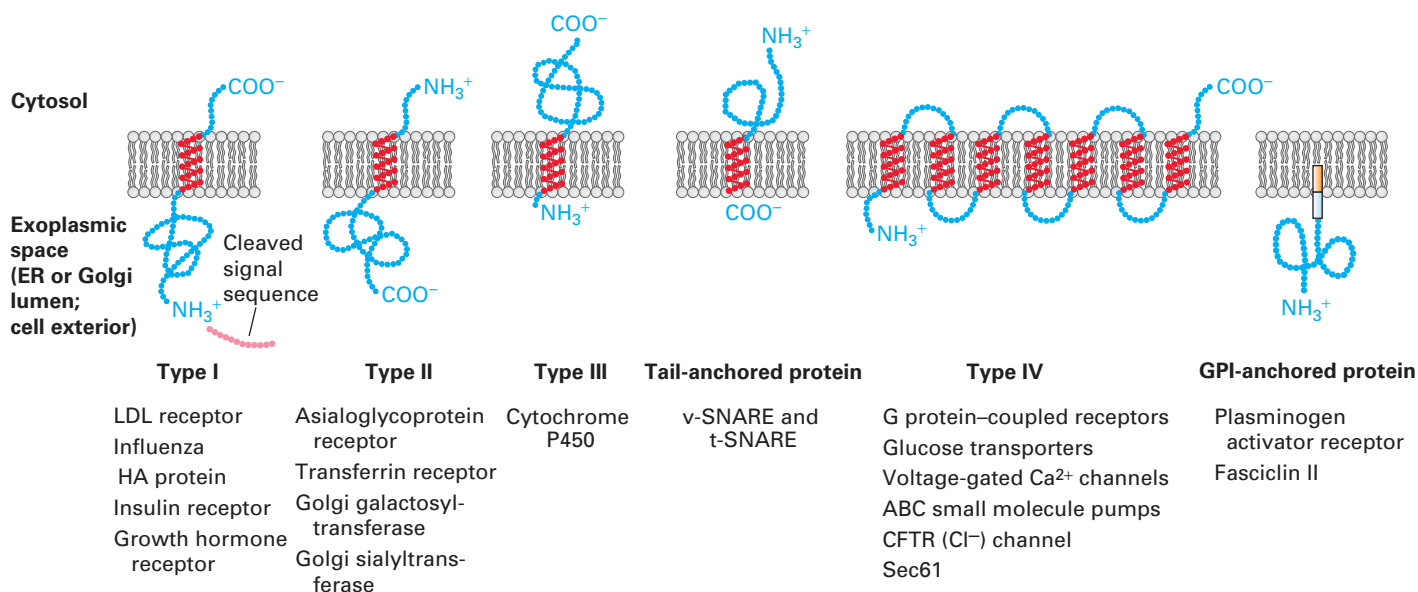 COO⁻
NH₃⁺
Cytosol
COO⁻
NH₃⁺
COO⁻
Exoplasmic
space
(ER or Golgi
lumen;
cell exterior)
Cleaved
signal
sequence
NH₃⁺
COO⁻
NH₃⁺
COO⁻
NH₃⁺
NH₃⁺
Type I
LDL receptor
Influenza
HA protein
Insulin receptor
Growth hormone
receptor
Type II
Asialoglycoprotein
receptor
Transferrin receptor
Golgi galactosyl-
transferase
Golgi sialyltrans-
ferase
Type III
Cytochrome
P450
Tail-anchored protein
v-SNARE and
t-SNARE
Type IV
G protein–coupled receptors
Glucose transporters
Voltage-gated Ca²⁺ channels
ABC small molecule pumps
CFTR (Cl⁻) channel
Sec61
GPI-anchored protein
Plasminogen
activator receptor
Fasciclin II